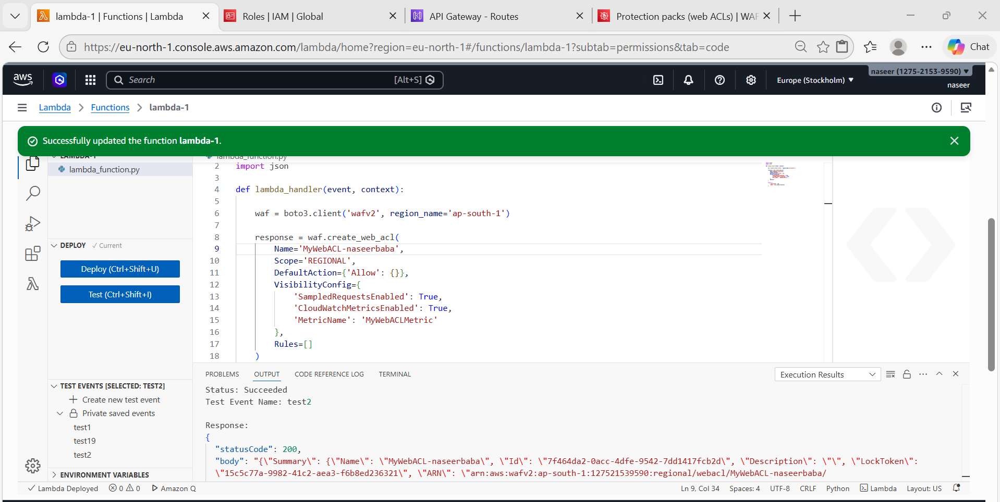 lambda-1 | Functions | Lambda
Roles | IAM | Global
API Gateway - Routes
Protection packs (web ACLs) | WAF
https://eu-north-1.console.aws.amazon.com/lambda/home?region=eu-north-1#/functions/lambda-1?subtab=permissions&tab=code
Chat
aws
Search
[Alt+S]
Europe (Stockholm)
naseer (1275-2153-9590)
naseer
Lambda
Functions
lambda-1
Successfully updated the function lambda-1.
LAMBDA-1
lambda_function.py
lambda_function.py
2 import json
3
4 def lambda_handler(event, context):
5
6 waf = boto3.client('wafv2', region_name='ap-south-1')
7
8 response = waf.create_web_acl(
9 Name='MyWebACL-naseerbaba',
10 Scope='REGIONAL',
11 DefaultAction={'Allow': {}},
12 VisibilityConfig={
13 'SampledRequestsEnabled': True,
14 'CloudWatchMetricsEnabled': True,
15 'MetricName': 'MyWebACLMetric'
16 },
17 Rules=[]
18 )
DEPLOY
Current
Deploy (Ctrl+Shift+U)
Test (Ctrl+Shift+I)
TEST EVENTS [SELECTED: TEST2]
Create new test event
Private saved events
test1
test19
test2
ENVIRONMENT VARIABLES
PROBLEMS
OUTPUT
CODE REFERENCE LOG
TERMINAL
Execution Results
Status: Succeeded
Test Event Name: test2
Response:
{
"statusCode": 200,
"body": "{\"Summary\": {\"Name\": \"MyWebACL-naseerbaba\", \"Id\": \"7f464da2-0acc-4dfe-9542-7dd1417fcb2d\", \"Description\": \"\", \"LockToken\":
\"15c5c77a-9982-41c2-aea3-f6b8ed236321\", \"ARN\": \"arn:aws:wafv2:ap-south-1:127521539590:regional/webacl/MyWebACL-naseerbaba/
Lambda Deployed
0
0
Amazon Q
Ln 9, Col 34
Spaces: 4
UTF-8
CRLF
Python
Lambda
Layout: US